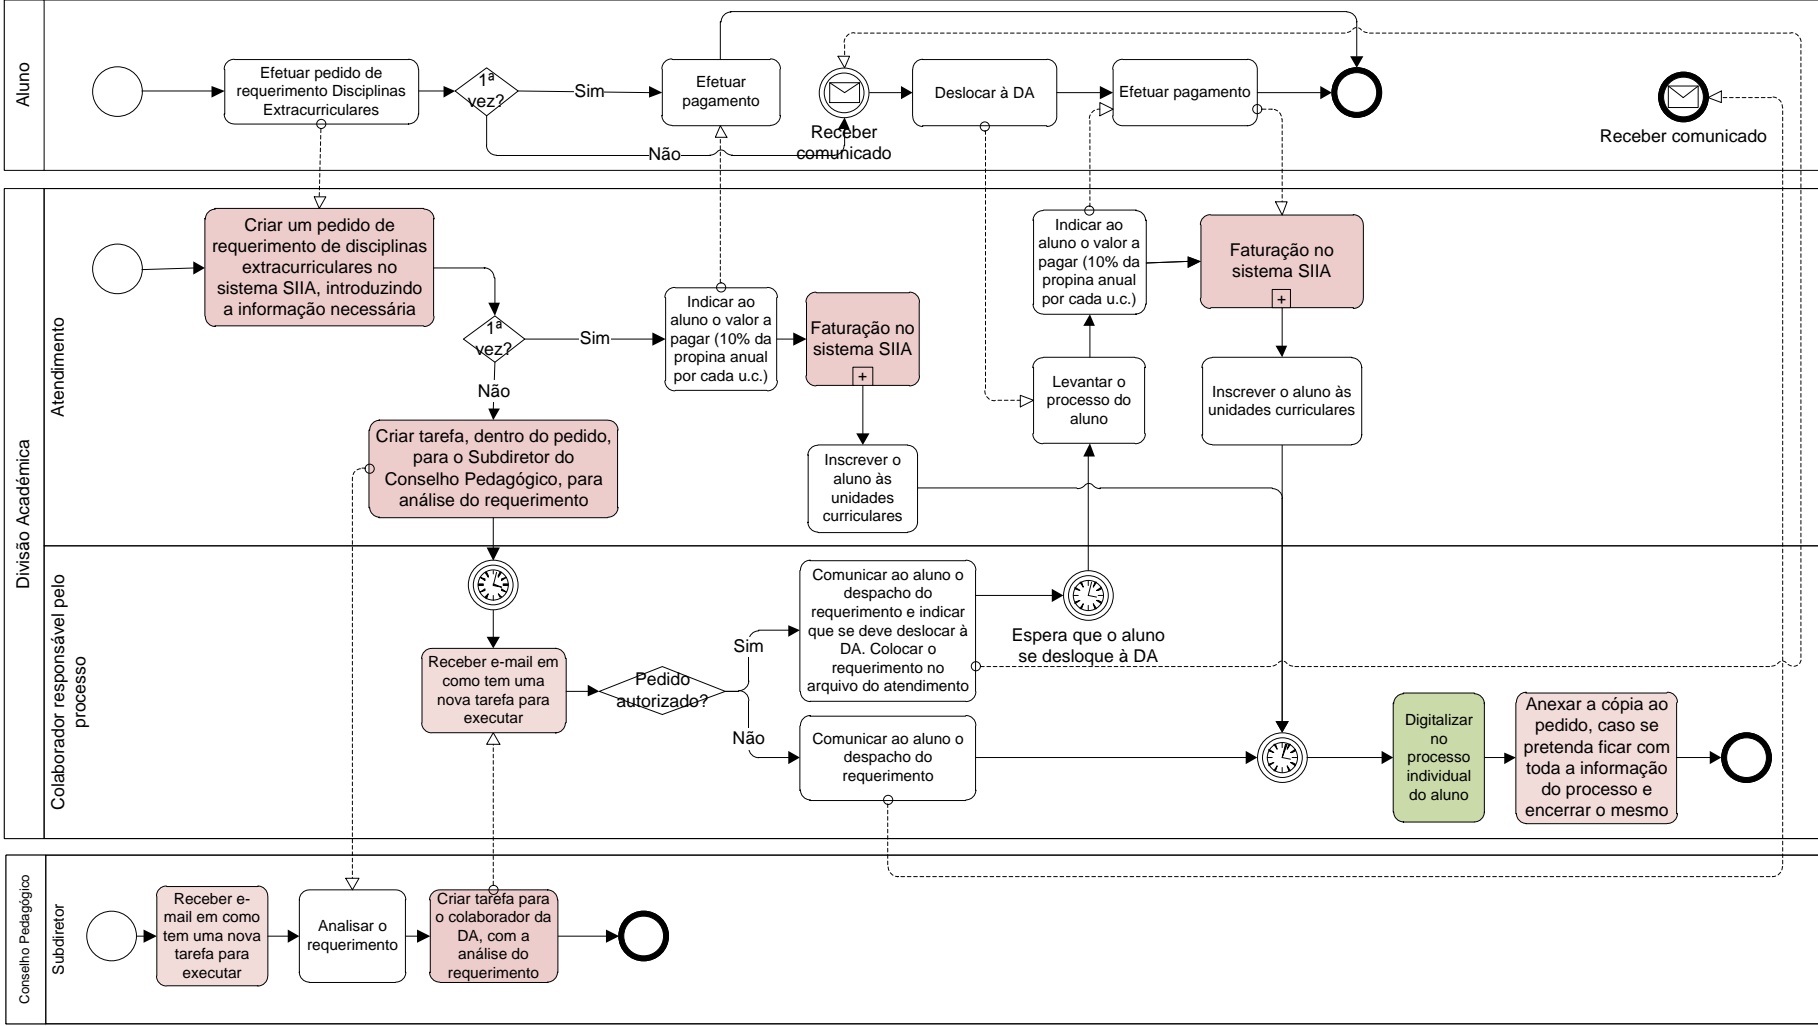 Aluno
Efetuar pedido de
requerimento Disciplinas
Extracurriculares
1ª
vez?
Sim
Não
Efetuar
pagamento
Receber
comunicado
Deslocar à DA
Efetuar pagamento
Receber comunicado
Divisão Académica
Atendimento
Criar um pedido de
requerimento de disciplinas
extracurriculares no
sistema SIIA, introduzindo
a informação necessária
1ª
vez?
Sim
Não
Indicar ao
aluno o valor a
pagar (10% da
propina anual
por cada u.c.)
Faturação no
sistema SIIA
Inscrever o
aluno às
unidades
curriculares
Criar tarefa, dentro do pedido,
para o Subdiretor do
Conselho Pedagógico, para
análise do requerimento
Indicar ao
aluno o valor a
pagar (10% da
propina anual
por cada u.c.)
Faturação no
sistema SIIA
Levantar o
processo do
aluno
Inscrever o aluno às
unidades curriculares
Colaborador responsável pelo
processo
Receber e-mail em
como tem uma
nova tarefa para
executar
Pedido
autorizado?
Sim
Não
Comunicar ao aluno o
despacho do
requerimento e indicar
que se deve deslocar à
DA. Colocar o
requerimento no
arquivo do atendimento
Espera que o aluno
se desloque à DA
Comunicar ao aluno o
despacho do
requerimento
Digitalizar
no
processo
individual
do aluno
Anexar a cópia ao
pedido, caso se
pretenda ficar com
toda a informação
do processo e
encerrar o mesmo
Conselho Pedagógico
Subdiretor
Receber e-
mail em como
tem uma nova
tarefa para
executar
Analisar o
requerimento
Criar tarefa para
o colaborador da
DA, com a
análise do
requerimento